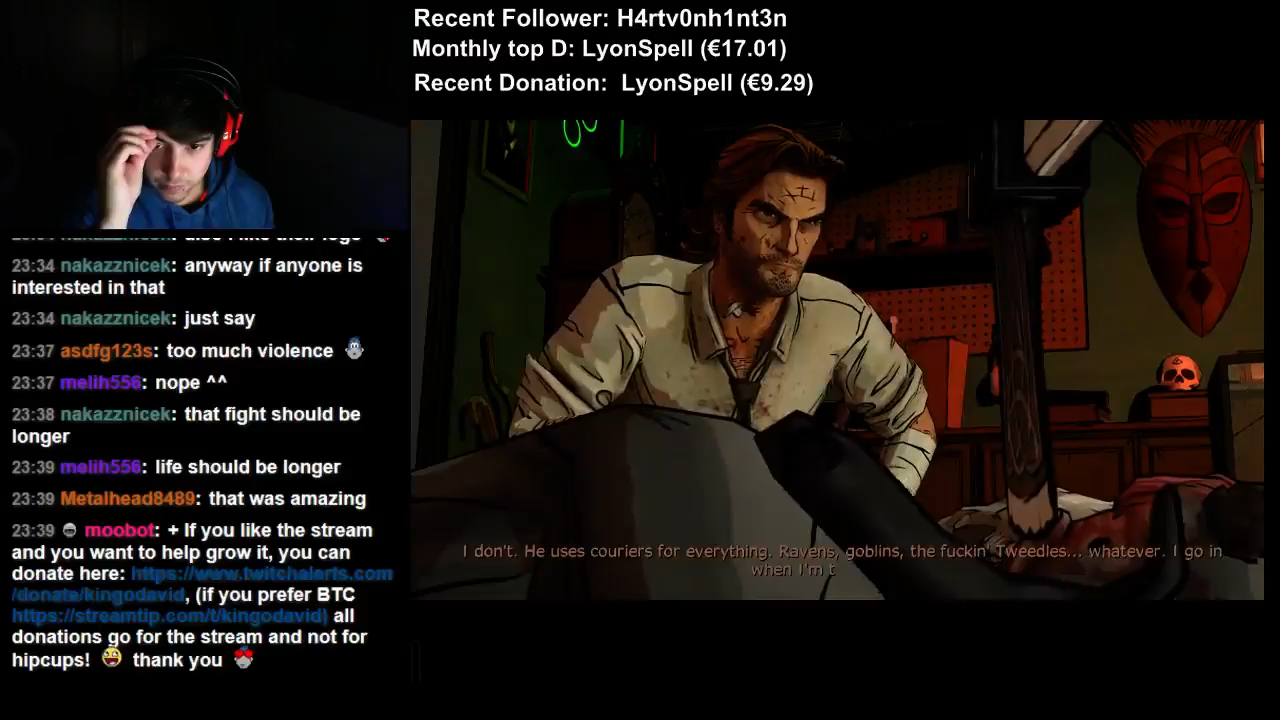 Recent Follower: H4rtv0nh1nt3n
Monthly top D: LyonSpell (€17.01)
Recent Donation: LyonSpell (€9.29)
23:34 nakazznicek: anyway if anyone is
interested in that
23:34 nakazznicek: just say
23:37 asdfg123s: too much violence
23:37 melih556: nope ^^
23:38 nakazznicek: that fight should be
longer
23:39 melih556: life should be longer
23:39 Metalhead8489: that was amazing
23:39 moobot: + If you like the stream
and you want to help grow it, you can
donate here: https://www.twitchalerts.com
/donate/kingodavid, (if you prefer BTC
https://streamtip.com/t/kingodavid) all
donations go for the stream and not for
hipcups! thank you
I don't. He uses couriers for everything. Ravens, goblins, the fuckin' Tweedles... whatever. I go in
when I'm t